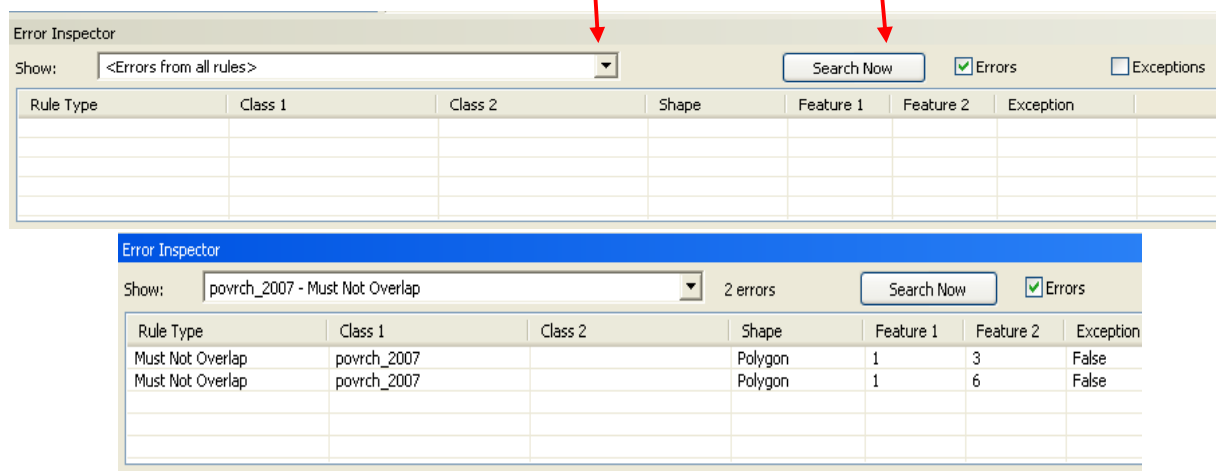 Error Inspector
Show: <Errors from all rules> Search Now Errors Exceptions
Rule Type Class 1 Class 2 Shape Feature 1 Feature 2 Exception
Error Inspector
Show: povrch_2007 - Must Not Overlap 2 errors Search Now Errors
Rule Type Class 1 Class 2 Shape Feature 1 Feature 2 Exception
Must Not Overlap povrch_2007 Polygon 1 3 False
Must Not Overlap povrch_2007 Polygon 1 6 False